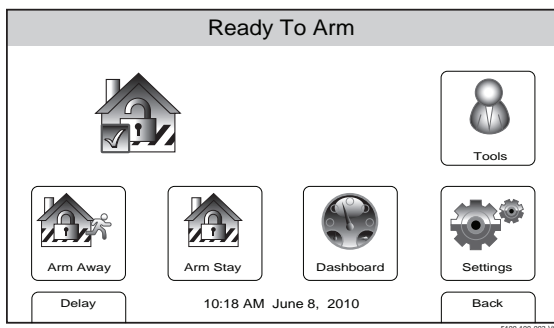 Ready To Arm
Tools
Arm Away
Arm Stay
Dashboard
Settings
Delay
10:18 AM June 8, 2010
Back